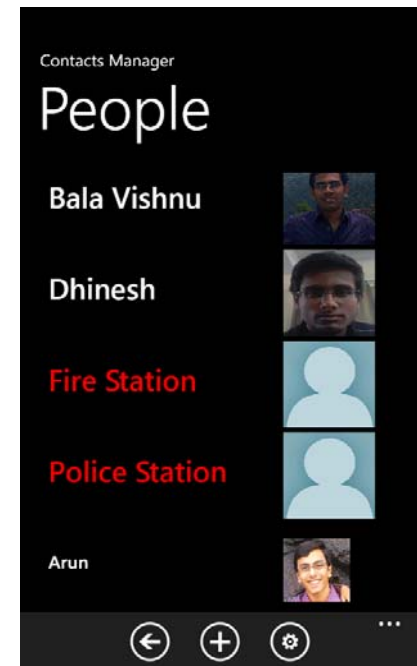 Contacts Manager
People
Bala Vishnu
Dhinesh
Fire Station
Police Station
Arun
...